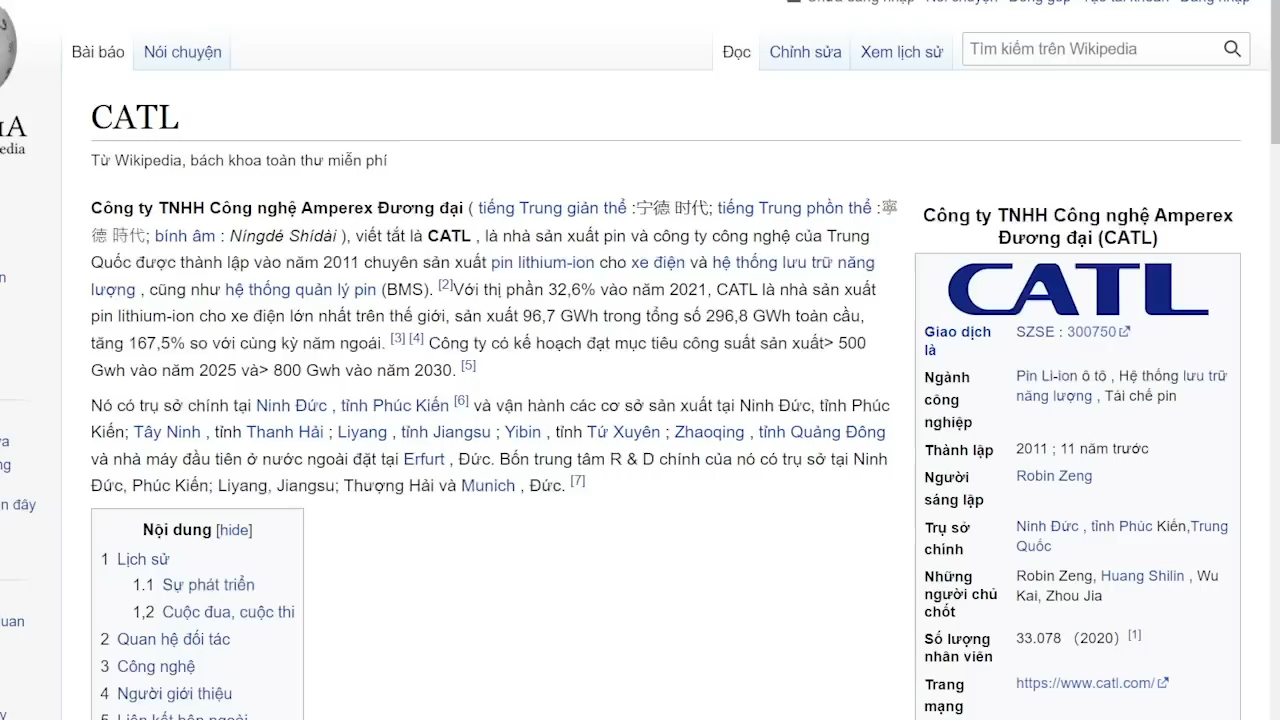 Bài báo
Nói chuyện
Đọc
Chỉnh sửa
Xem lịch sử
Tìm kiếm trên Wikipedia
CATL
Từ Wikipedia, bách khoa toàn thư miễn phí
Công ty TNHH Công nghệ Amperex Đương đại ( tiếng Trung giản thể :宁德 时代; tiếng Trung phồn thể :寧
德 時代; bính âm : Níngdé Shídài ), viết tắt là CATL , là nhà sản xuất pin và công ty công nghệ của Trung
Quốc được thành lập vào năm 2011 chuyên sản xuất pin lithium-ion cho xe điện và hệ thống lưu trữ năng
lượng , cũng như hệ thống quản lý pin (BMS). [2]Với thị phần 32,6% vào năm 2021, CATL là nhà sản xuất
pin lithium-ion cho xe điện lớn nhất trên thế giới, sản xuất 96,7 GWh trong tổng số 296,8 GWh toàn cầu,
tăng 167,5% so với cùng kỳ năm ngoái. [3] [4] Công ty có kế hoạch đạt mục tiêu công suất sản xuất> 500
Gwh vào năm 2025 và> 800 Gwh vào năm 2030. [5]
Nó có trụ sở chính tại Ninh Đức , tỉnh Phúc Kiến [6] và vận hành các cơ sở sản xuất tại Ninh Đức, tỉnh Phúc
Kiến; Tây Ninh , tỉnh Thanh Hải ; Liyang , tỉnh Jiangsu ; Yibin , tỉnh Tứ Xuyên ; Zhaoqing , tỉnh Quảng Đông
và nhà máy đầu tiên ở nước ngoài đặt tại Erfurt , Đức. Bốn trung tâm R & D chính của nó có trụ sở tại Ninh
Đức, Phúc Kiến; Liyang, Jiangsu; Thượng Hải và Munich , Đức. [7]
Nội dung [hide]
1 Lịch sử
1.1 Sự phát triển
1,2 Cuộc đua, cuộc thi
2 Quan hệ đối tác
3 Công nghệ
4 Người giới thiệu
5 Liên kết bên ngoài
Công ty TNHH Công nghệ Amperex
Đương đại (CATL)
CATL
Giao dịch SZSE : 300750
là
Ngành Pin Li-ion ô tô , Hệ thống lưu trữ
công năng lượng , Tái chế pin
nghiệp
Thành lập 2011 ; 11 năm trước
Người Robin Zeng
sáng lập
Trụ sở Ninh Đức , tỉnh Phúc Kiến,Trung
chính Quốc
Những Robin Zeng, Huang Shilin , Wu
người chủ Kai, Zhou Jia
chốt
Số lượng 33.078 （2020） [1]
nhân viên
Trang https://www.catl.com/
mạng